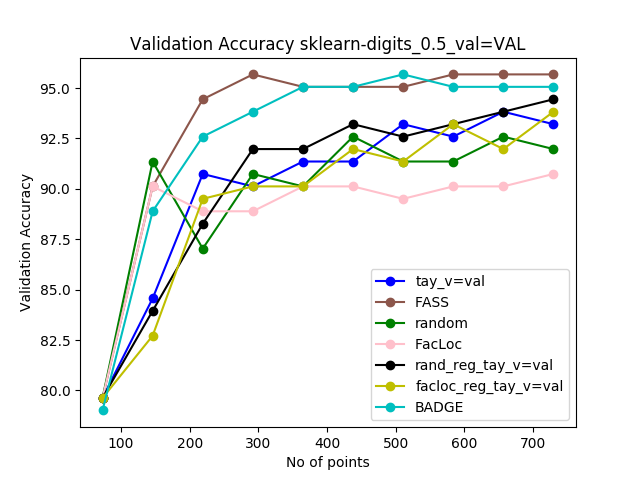 Validation Accuracy sklearn-digits_0.5_val=VAL
Validation Accuracy
95.0
92.5
90.0
87.5
85.0
82.5
80.0
tay_v=val
FASS
random
FacLoc
rand_reg_tay_v=val
facloc_reg_tay_v=val
BADGE
100 200 300 400 500 600 700
No of points